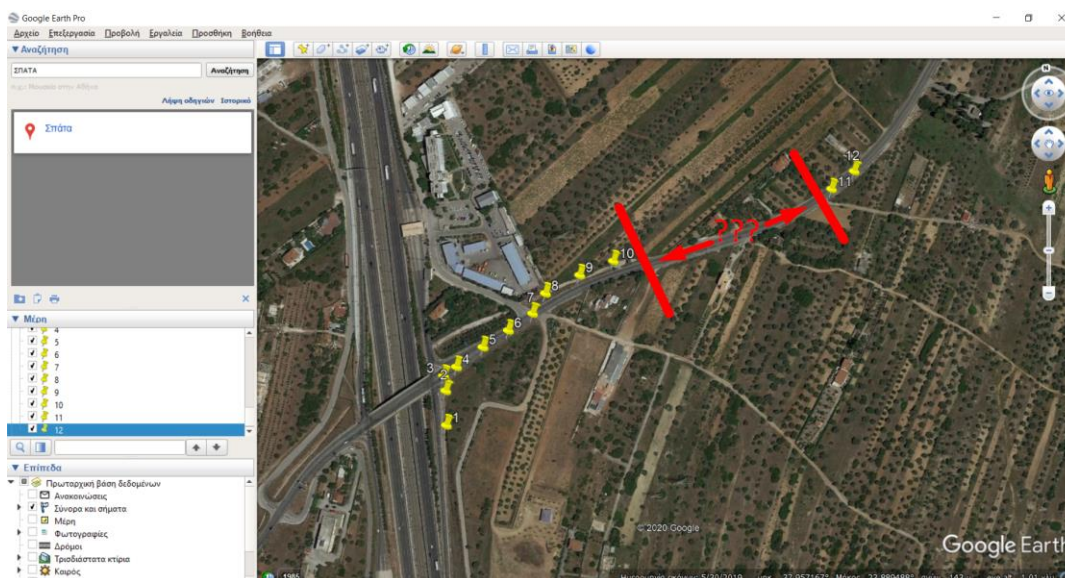 Google Earth Pro
Αρχείο Επεξεργασία Προβολή Εργαλεία Προσθήκη Βοήθεια
Αναζήτηση
ΣΠΑΤΑ
Αναζήτηση
Λήψη οδηγιών Ιστορικό
Σπάτα
Μέρη
4
5
6
7
8
9
10
11
12
Επίπεδα
Πρωταρχική βάση δεδομένων
Ανακοινώσεις
Σύνορα και σήματα
Μέρη
Φωτογραφίες
Δρόμοι
Τρισδιάστατα κτίρια
Καιρός
N
12
11
???
10
9
8
7
6
5
4
3
2
1
© 2020 Google
Google Earth
1985